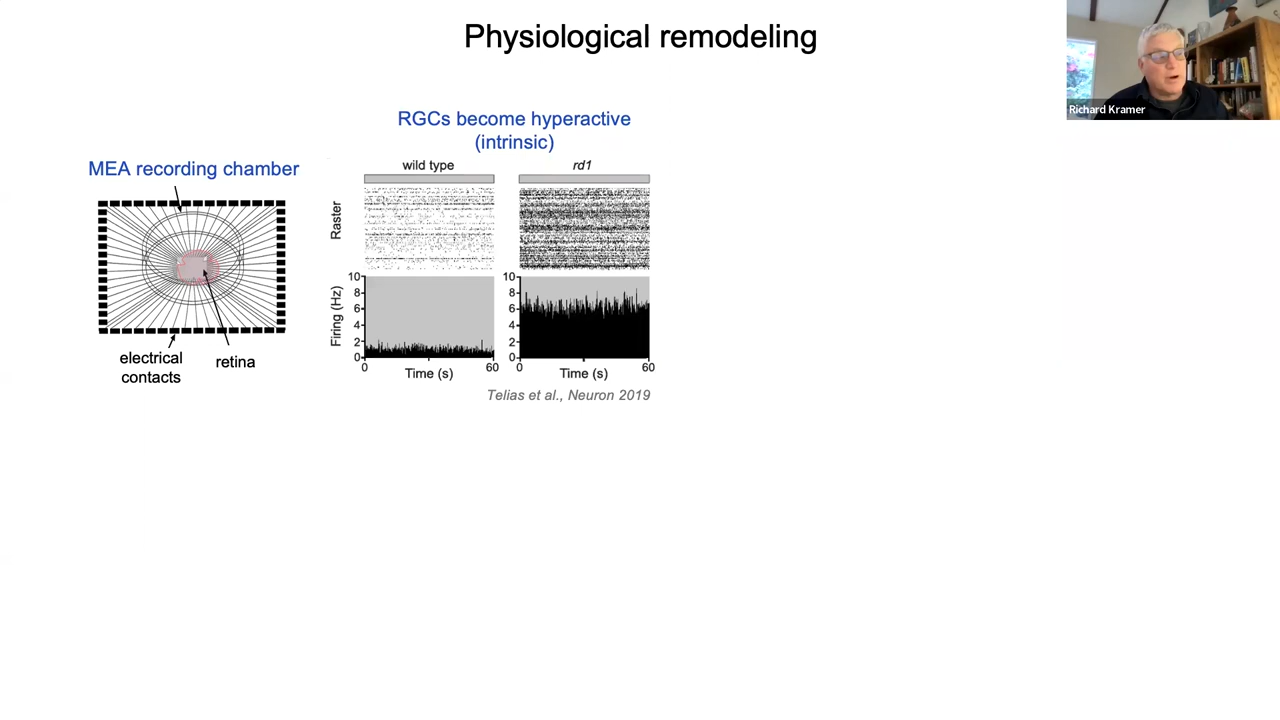 Physiological remodeling
Richard Kramer
RGCs become hyperactive
(intrinsic)
MEA recording chamber
electrical
contacts
retina
wild type
rd1
Raster
Firing (Hz)
10
8
6
4
2
0
0
60
Time (s)
10
8
6
4
2
0
0
60
Time (s)
Telias et al., Neuron 2019